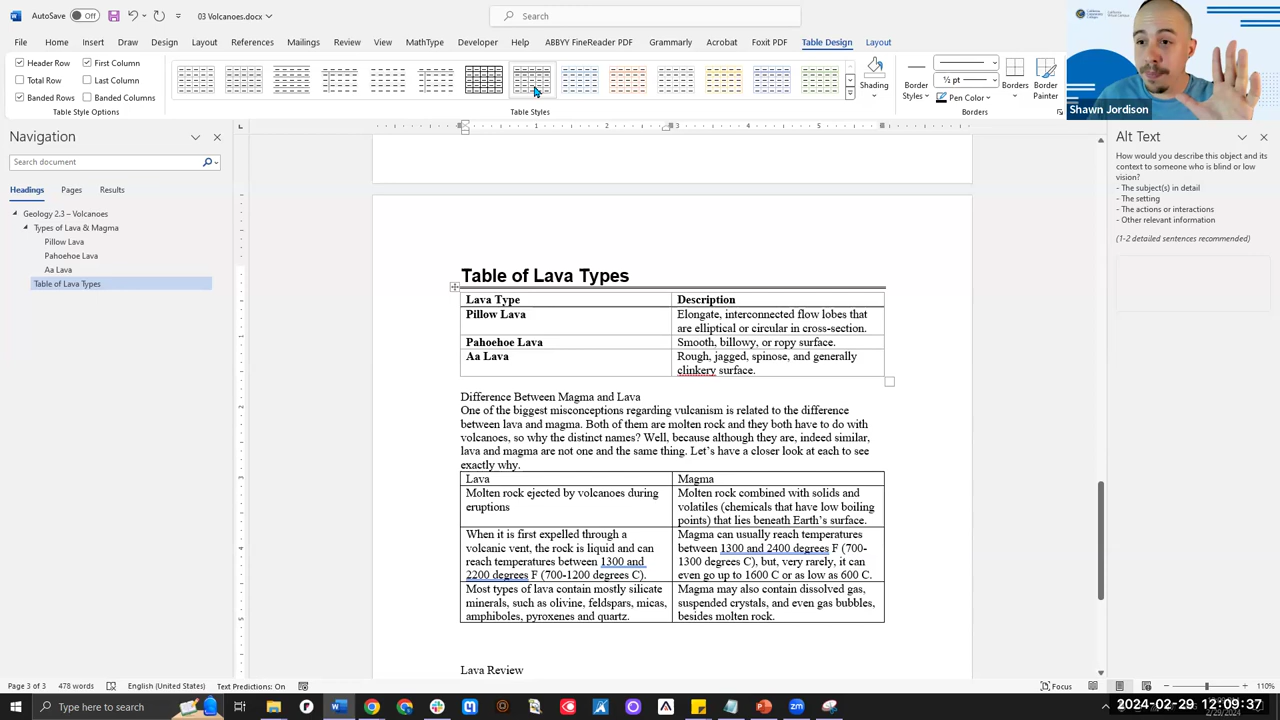 AutoSave Off 03 Volcanoes.docx
Search
File Home Insert Draw Design Layout References Mailings Review View MathType Developer Help ABBYY FineReader PDF Grammarly Acrobat Foxit PDF Table Design Layout
Header Row First Column
Total Row Last Column
Banded Rows Banded Columns
Table Style Options
Table Styles
Shading
Border Styles
½ pt
Pen Color
Borders
Border Painter
Borders
Shawn Jordison
Navigation
Search document
Headings Pages Results
Geology 2.3 – Volcanoes
Types of Lava & Magma
Pillow Lava
Pahoehoe Lava
Aa Lava
Table of Lava Types
Table of Lava Types
Lava Type Description
Pillow Lava Elongate, interconnected flow lobes that
are elliptical or circular in cross-section.
Pahoehoe Lava Smooth, billowy, or ropy surface.
Aa Lava Rough, jagged, spinose, and generally
clinkery surface.
Difference Between Magma and Lava
One of the biggest misconceptions regarding vulcanism is related to the difference
between lava and magma. Both of them are molten rock and they both have to do with
volcanoes, so why the distinct names? Well, because although they are, indeed similar,
lava and magma are not one and the same thing. Let’s have a closer look at each to see
exactly why.
Lava Magma
Molten rock ejected by volcanoes during
eruptions
Molten rock combined with solids and
volatiles (chemicals that have low boiling
points) that lies beneath Earth’s surface.
When it is first expelled through a
volcanic vent, the rock is liquid and can
reach temperatures between 1300 and
2200 degrees F (700-1200 degrees C).
Magma can usually reach temperatures
between 1300 and 2400 degrees F (700-
1300 degrees C), but, very rarely, it can
even go up to 1600 C or as low as 600 C.
Most types of lava contain mostly silicate
minerals, such as olivine, feldspars, micas,
amphiboles, pyroxenes and quartz.
Magma may also contain dissolved gas,
suspended crystals, and even gas bubbles,
besides molten rock.
Lava Review
Alt Text
How would you describe this object and its
context to someone who is blind or low
vision?
- The subject(s) in detail
- The setting
- The actions or interactions
- Other relevant information
(1-2 detailed sentences recommended)
Page 3 of 3 478 words English (United States) Text Predictions: On Focus 110%
Type here to search
2024-02-29 12:09:37